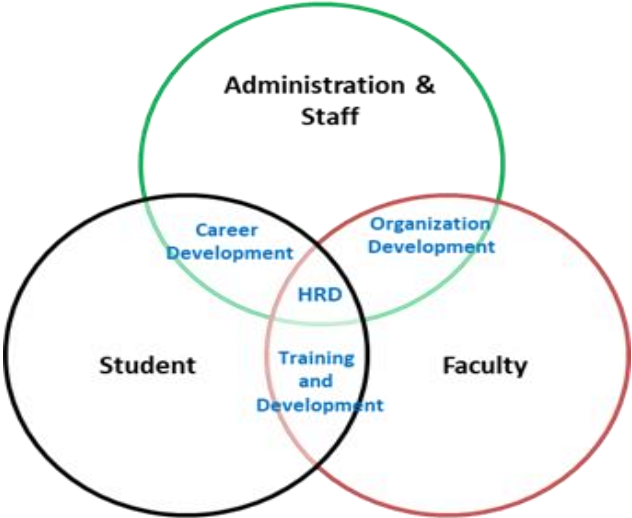 Administration &
Staff
Career
Development
Organization
Development
HRD
Student
Training
and
Development
Faculty